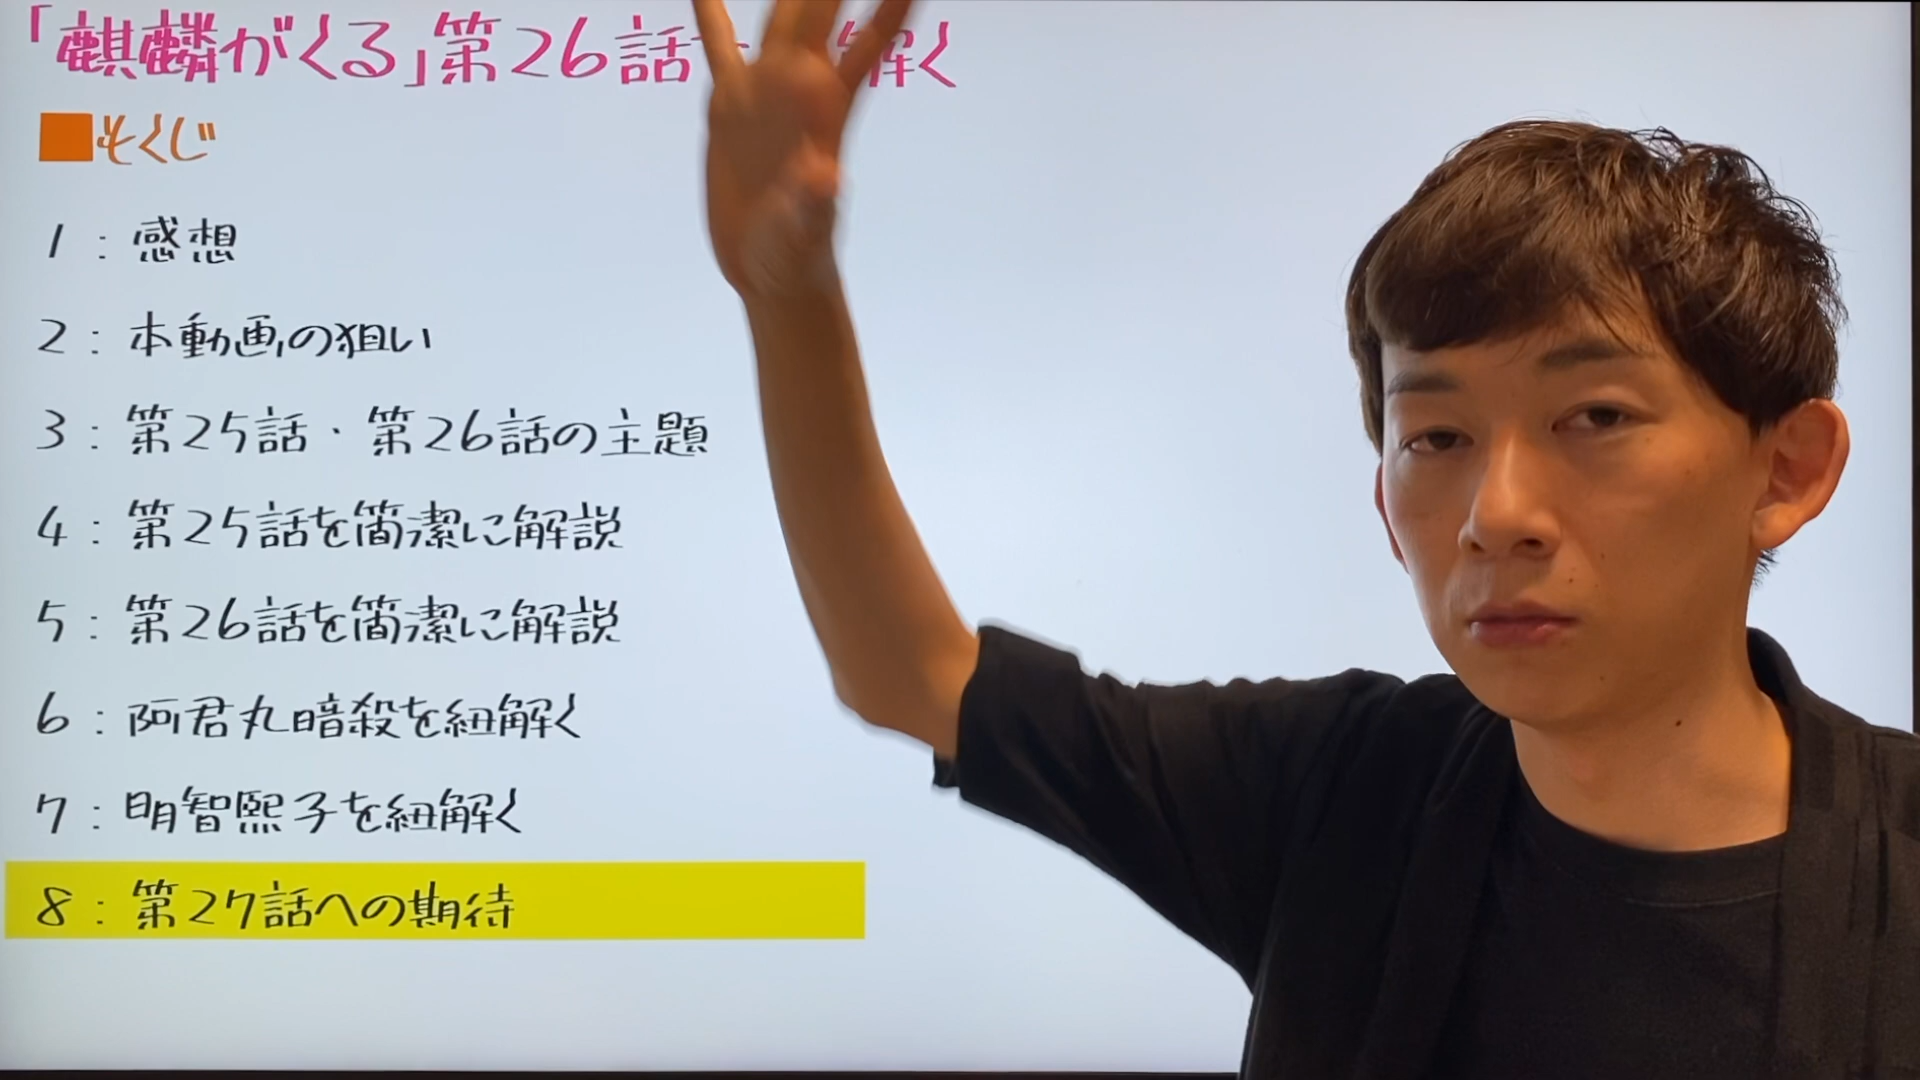 「麒麟がくる」第26話 解く
■もくじ
1：感想
2：本動画の狙い
3：第25話・第26話の主題
4：第25話を簡潔に解説
5：第26話を簡潔に解説
6：阿君丸暗殺を紐解く
7：明智熙子を紐解く
8：第27話への期待